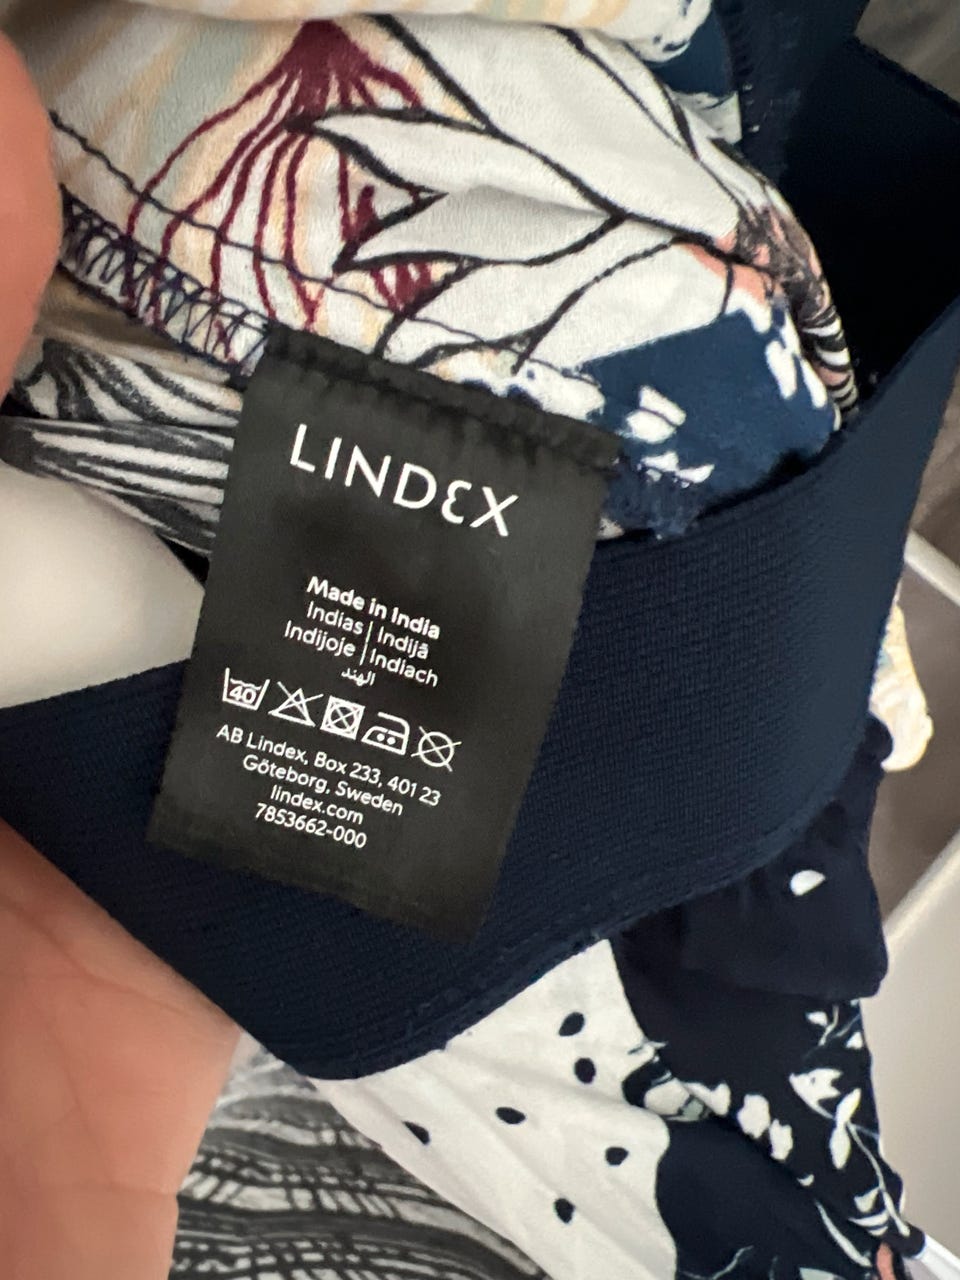 LINDEX
Made in India
Indias | Indijā
Indijoje | Indiach
الهند
40
AB Lindex, Box 233, 401 23
Göteborg, Sweden
lindex.com
7853662-000